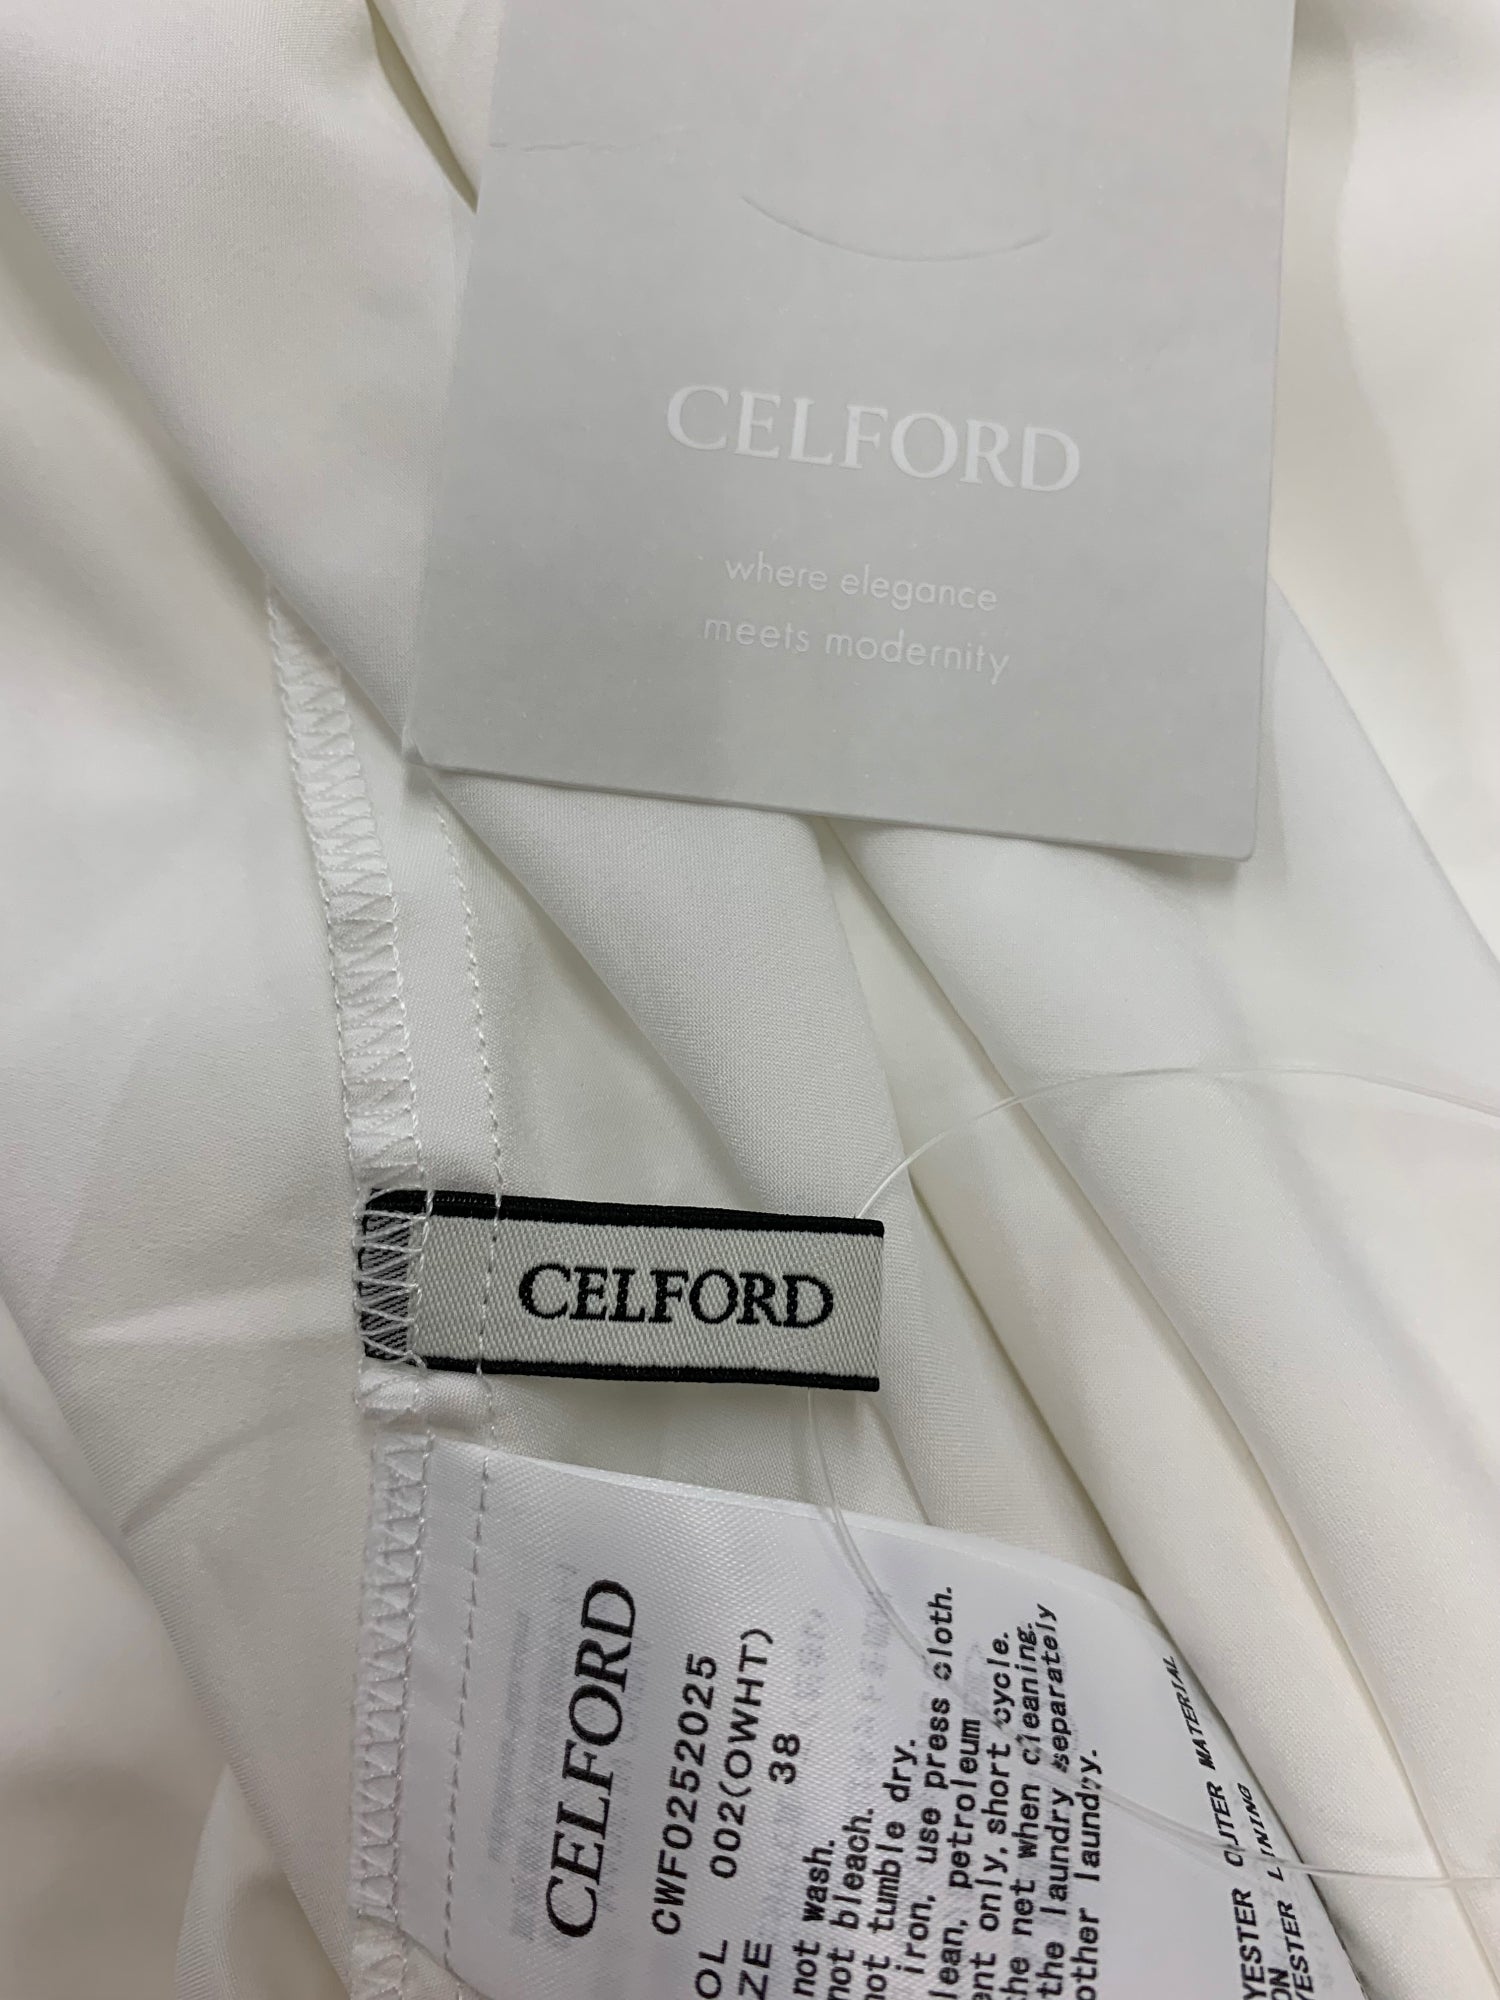 CELFORD
where elegance
meets modernity
CELFORD
CELFORD
CWF0252025
OL 002(OWHT)
ZE 38
not wash.
not bleach.
not tumble dry.
iron, use press cloth.
lean, petroleum
ent only, short cycle.
he net when cleaning.
the laundry separately
other laundry.
YESTER OUTER MATERIAL
ON
YESTER LINING